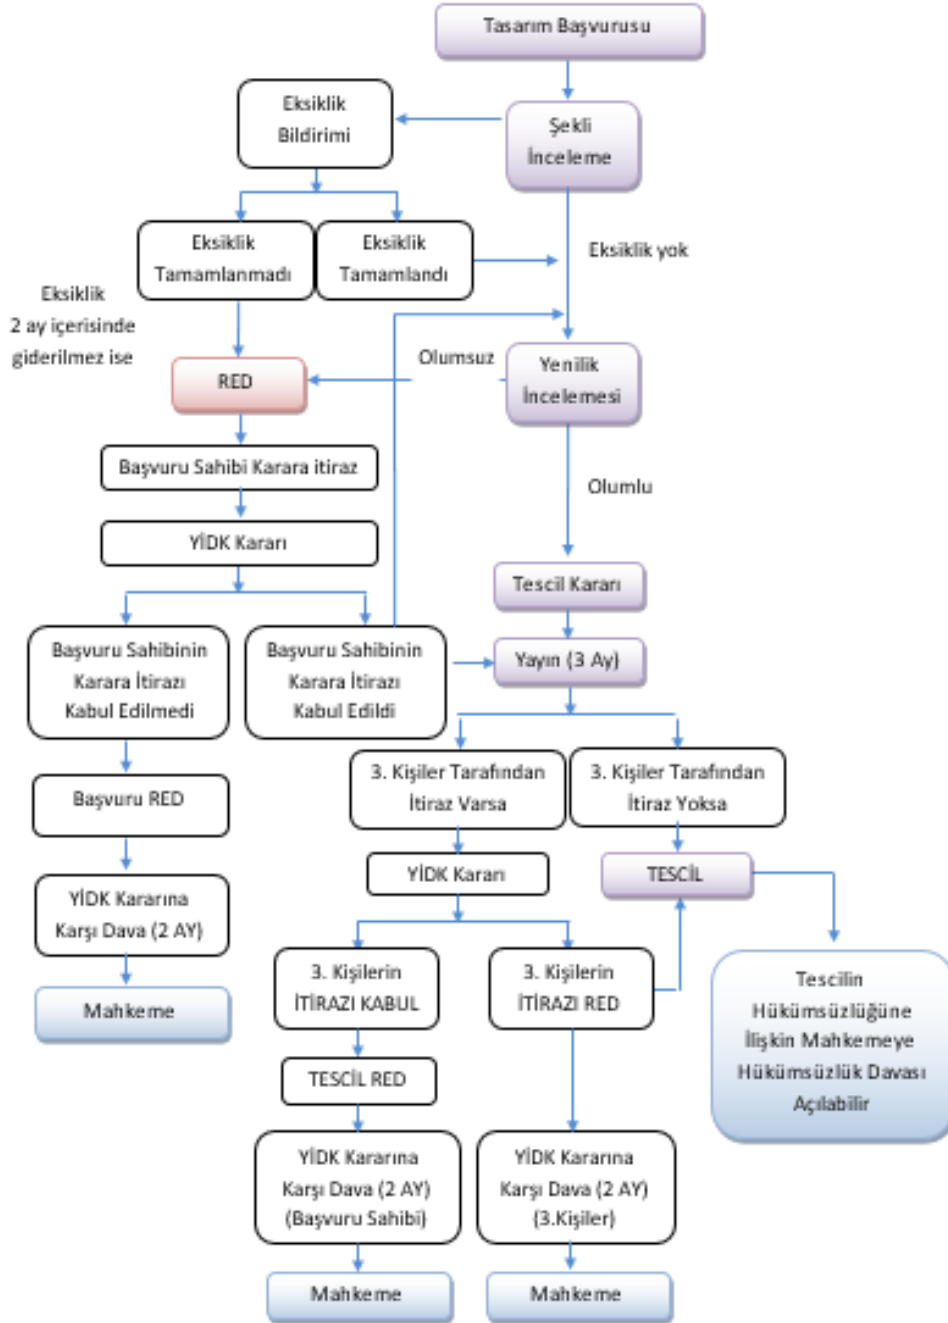 Tasarım Başvurusu
Eksiklik
Bildirimi
Şekli
İnceleme
Eksiklik
Tamamlanmadı
Eksiklik
Tamamlandı
Eksiklik yok
Eksiklik
2 ay içerisinde
giderilmez ise
RED
Olumsuz
Yenilik
İncelemesi
Başvuru Sahibi Karara itiraz
Olumlu
YİDK Kararı
Tescil Kararı
Başvuru Sahibinin
Karara İtirazı
Kabul Edilmedi
Başvuru Sahibinin
Karara İtirazı
Kabul Edildi
Yayın (3 Ay)
3. Kişiler Tarafından
İtiraz Varsa
3. Kişiler Tarafından
İtiraz Yoksa
Başvuru RED
YİDK Kararı
TESCİL
YİDK Kararına
Karşı Dava (2 AY)
Mahkeme
3. Kişilerin
İTİRAZI KABUL
3. Kişilerin
İTİRAZI RED
Tescilin
Hükümsüzlüğüne
İlişkin Mahkemeye
Hükümsüzlük Davası
Açılabilir
TESCİL RED
YİDK Kararına
Karşı Dava (2 AY)
(Başvuru Sahibi)
YİDK Kararına
Karşı Dava (2 AY)
(3.Kişiler)
Mahkeme
Mahkeme